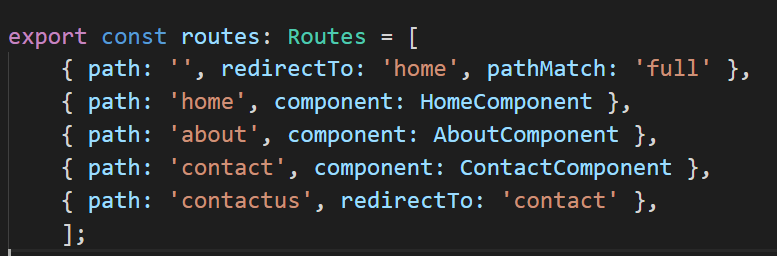 export const routes: Routes = [
    { path: '', redirectTo: 'home', pathMatch: 'full' },
    { path: 'home', component: HomeComponent },
    { path: 'about', component: AboutComponent },
    { path: 'contact', component: ContactComponent },
    { path: 'contactus', redirectTo: 'contact' },
    ];